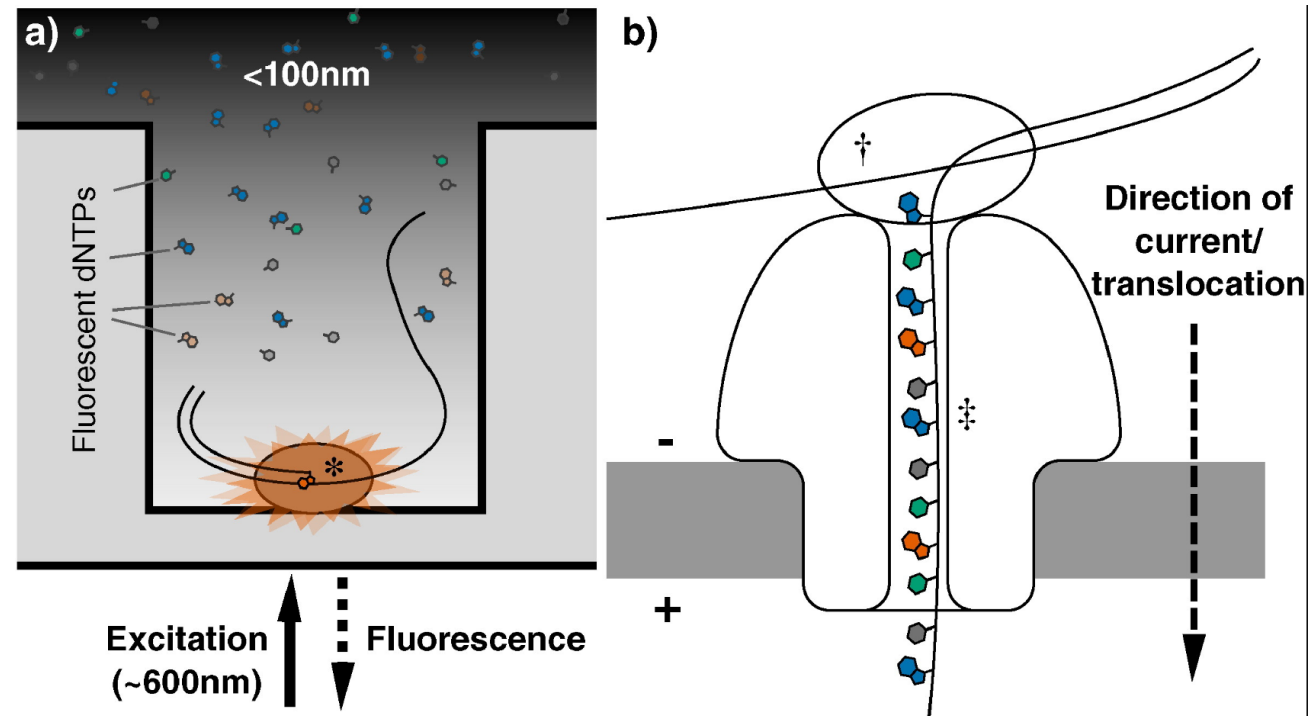 a)
<100nm
Fluorescent dNTPs
*
Excitation
(~600nm)
Fluorescence
b)
†
Direction of
current/
translocation
‡
-
+